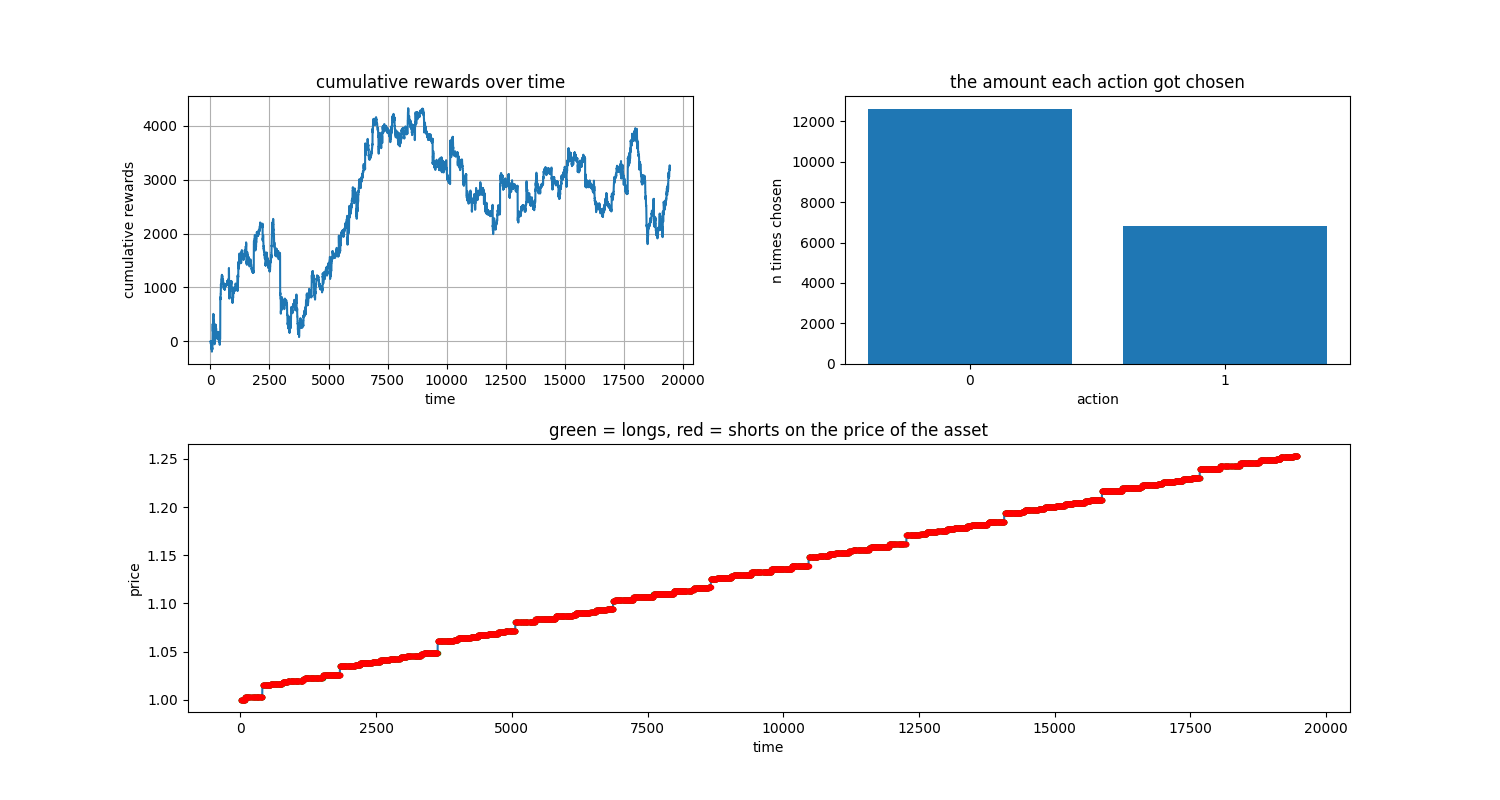 cumulative rewards over time
cumulative rewards
4000
3000
2000
1000
0
0 2500 5000 7500 10000 12500 15000 17500 20000
time
the amount each action got chosen
n times chosen
12000
10000
8000
6000
4000
2000
0
0 1
action
green = longs, red = shorts on the price of the asset
price
1.25
1.20
1.15
1.10
1.05
1.00
0 2500 5000 7500 10000 12500 15000 17500 20000
time